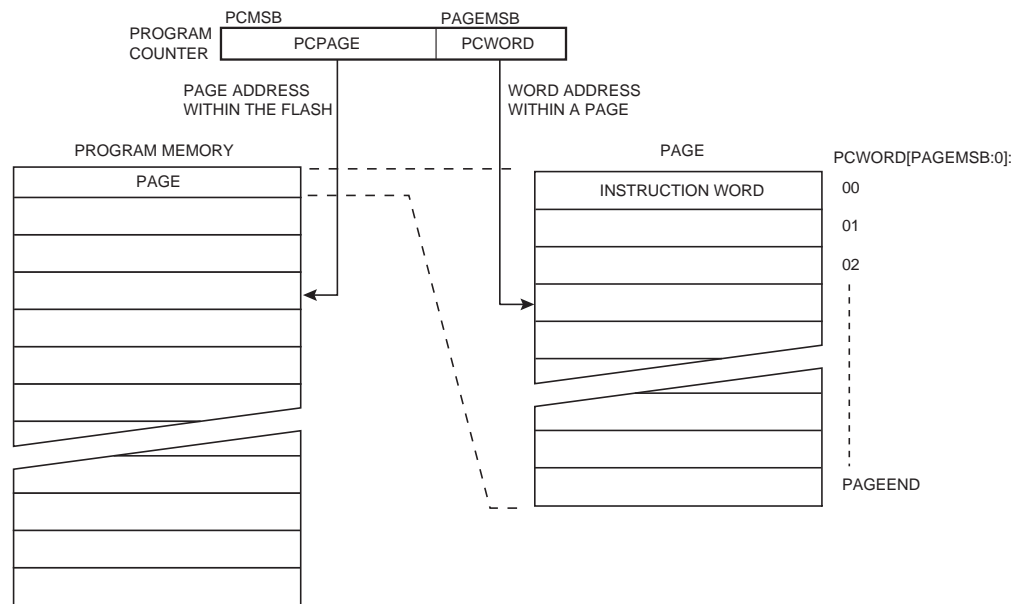 PCMSB
PAGEMSB
PROGRAM
COUNTER
PCPAGE
PCWORD
PAGE ADDRESS
WITHIN THE FLASH
WORD ADDRESS
WITHIN A PAGE
PROGRAM MEMORY
PAGE
PAGE
PCWORD[PAGEMSB:0]:
INSTRUCTION WORD
00
01
02
PAGEEND